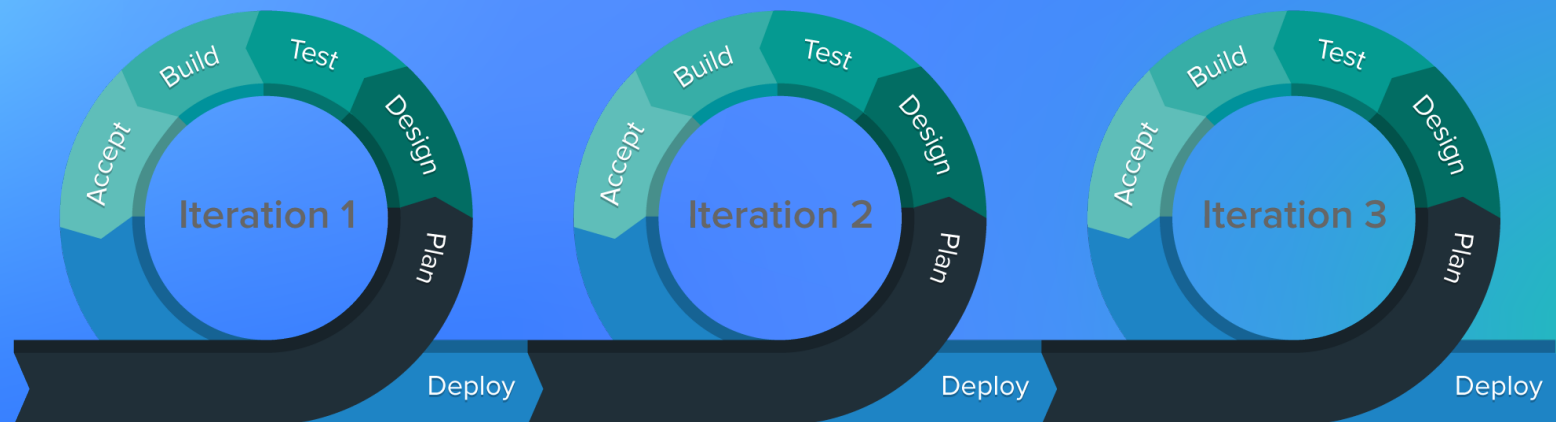 Plan
Design
Test
Build
Accept
Iteration 1
Deploy
Plan
Design
Test
Build
Accept
Iteration 2
Deploy
Plan
Design
Test
Build
Accept
Iteration 3
Deploy